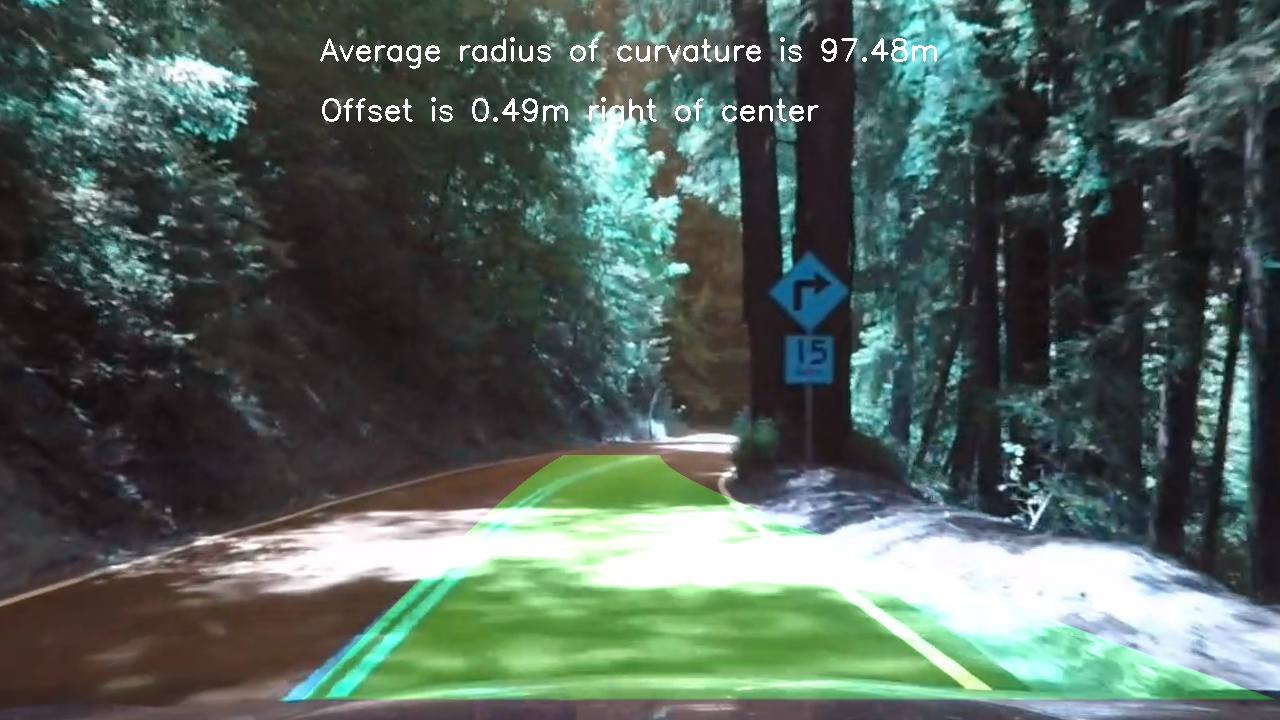 Average radius of curvature is 97.48m
Offset is 0.49m right of center
15